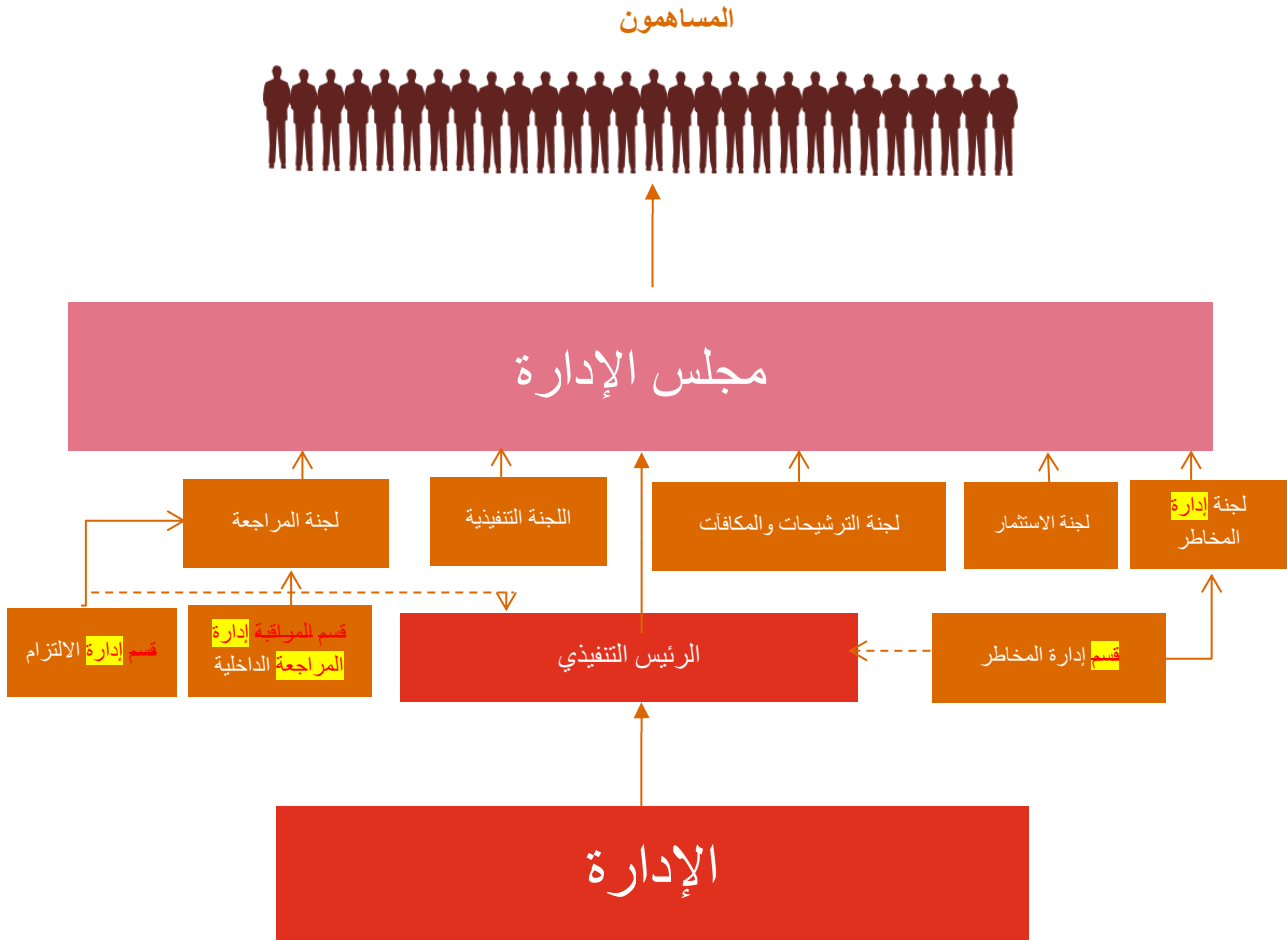 المساهمون
مجلس الإدارة
لجنة إدارة
المخاطر
لجنة الاستثمار
لجنة الترشيحات والمكافآت
اللجنة التنفيذية
لجنة المراجعة
قسم إدارة المخاطر
الرئيس التنفيذي
قسم للمراقبة إدارة
المراجعة الداخلية
قسم إدارة الالتزام
الإدارة